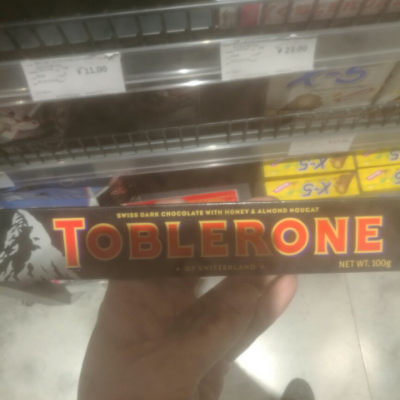 ¥11.00
¥23.00
X-5
X-5
X-5
SWISS DARK CHOCOLATE WITH HONEY & ALMOND NOUGAT
TOBLERONE
OF SWITZERLAND
NET WT. 100g